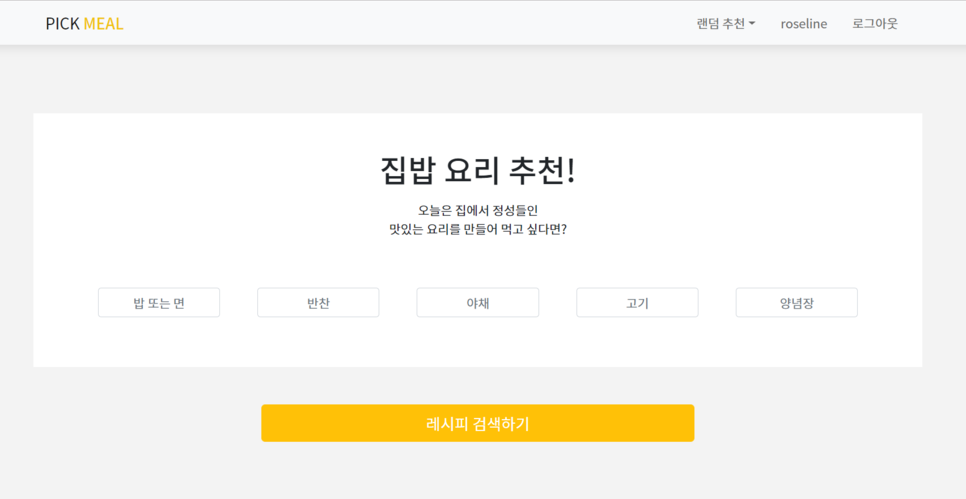 PICK MEAL
랜덤 추천
roseline
로그아웃
집밥 요리 추천!
오늘은 집에서 정성들인
맛있는 요리를 만들어 먹고 싶다면?
밥 또는 면
반찬
야채
고기
양념장
레시피 검색하기